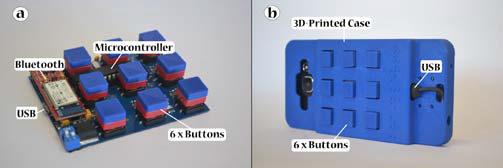 a
Microcontroller
Bluetooth
USB
6 x Buttons
b
3D-Printed Case
USB
6 x Buttons